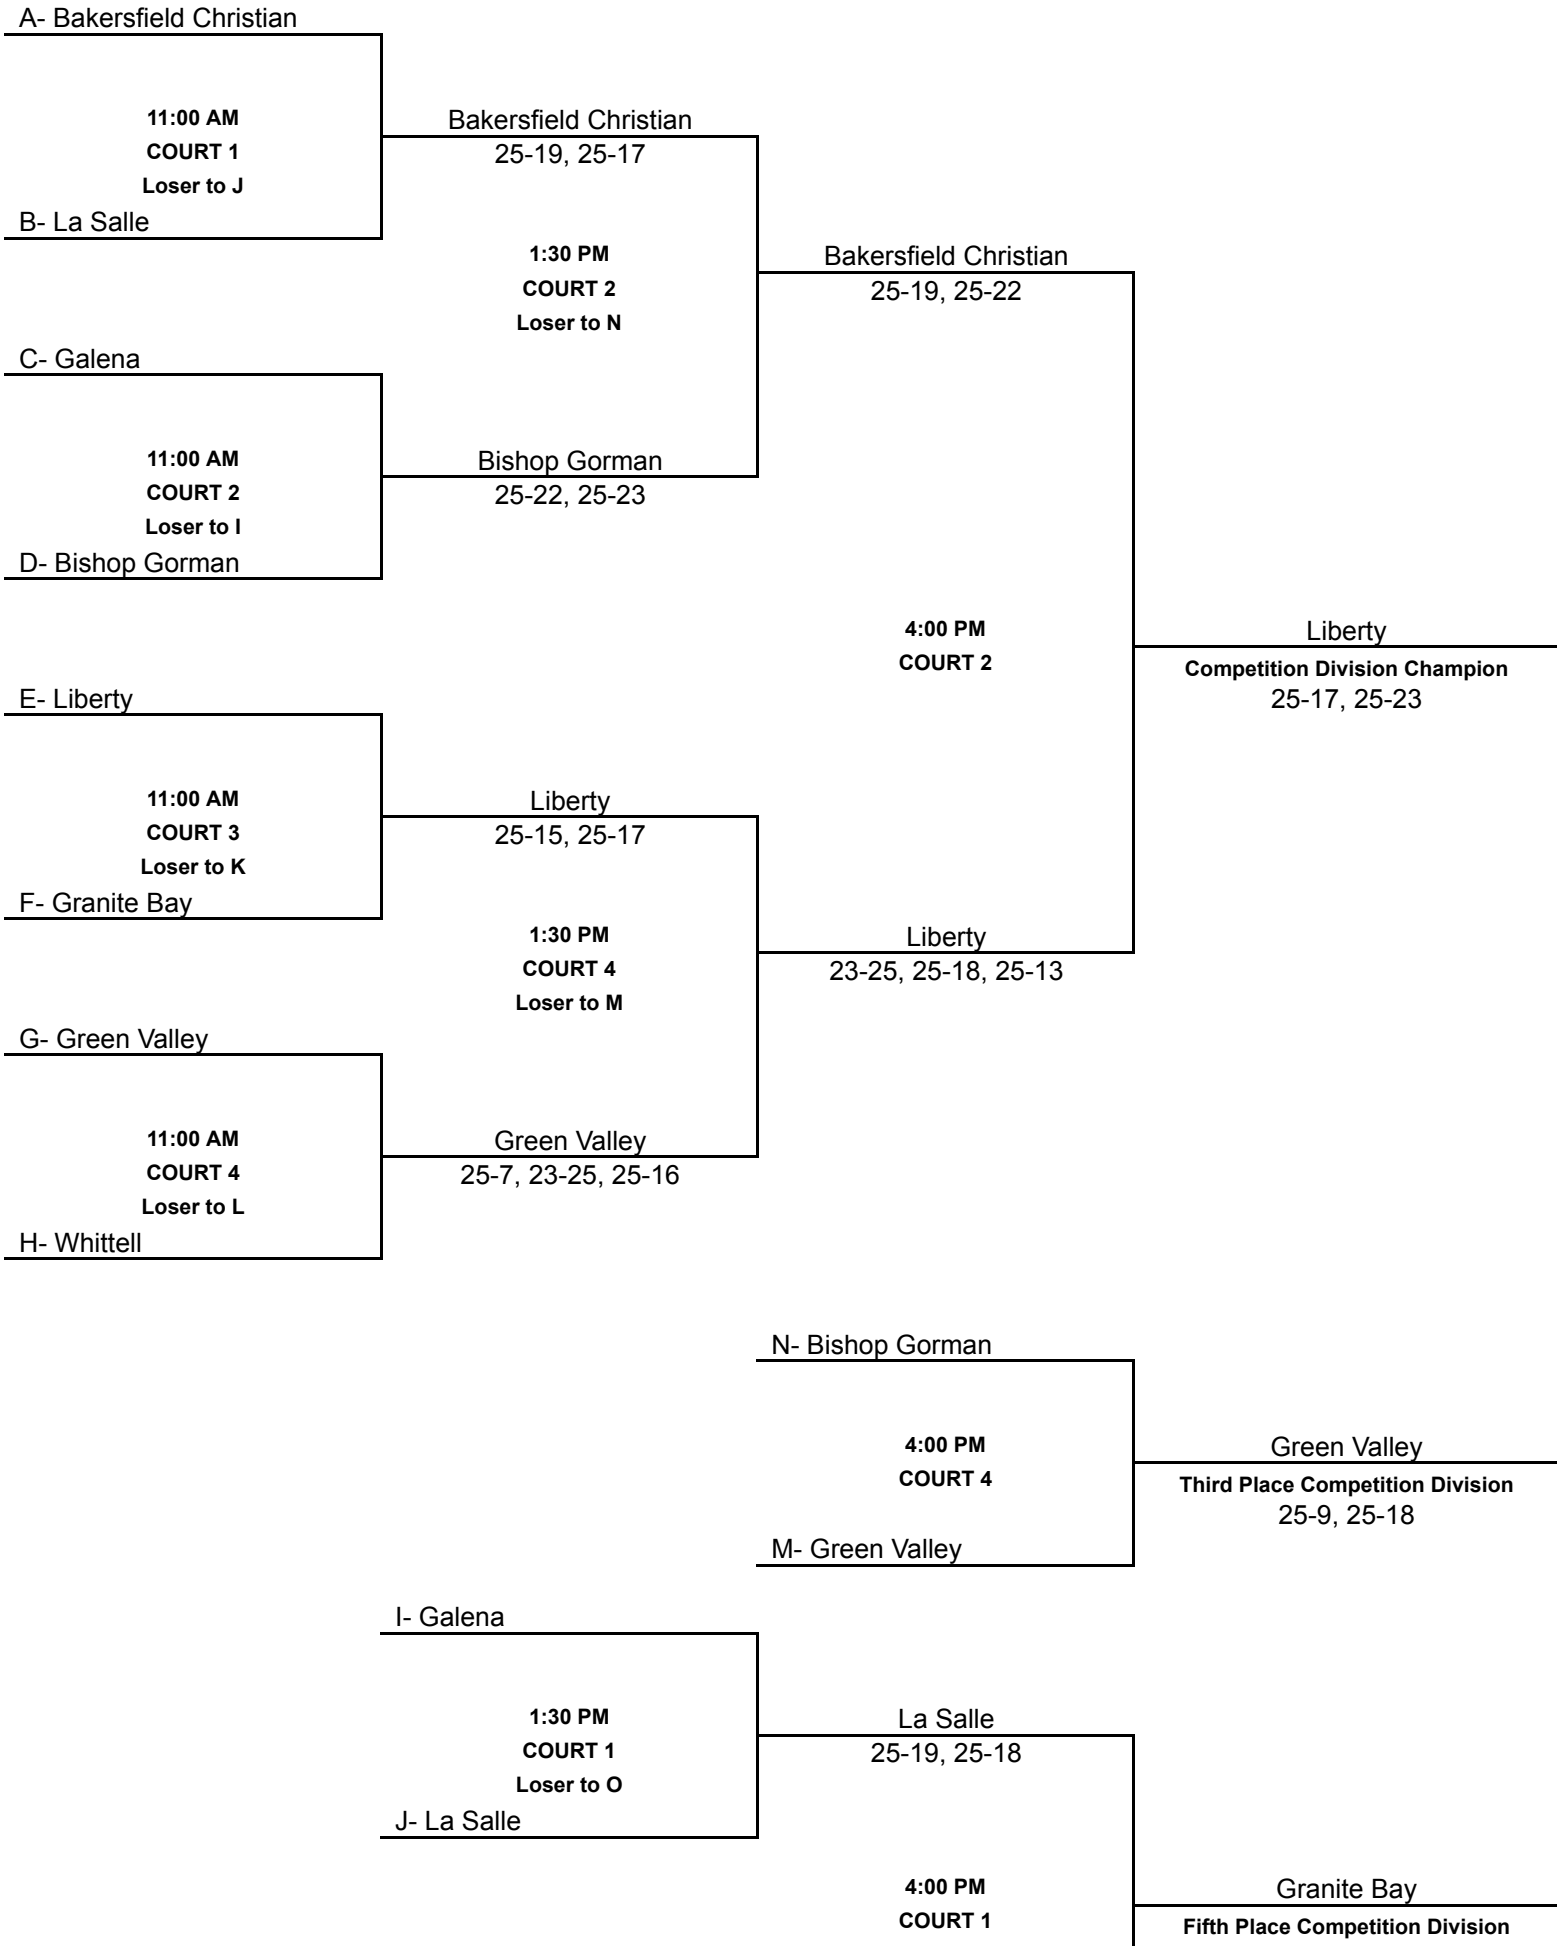 A- Bakersfield Christian
11:00 AM
COURT 1
Loser to J
B- La Salle
Bakersfield Christian
25-19, 25-17
1:30 PM
COURT 2
Loser to N
Bakersfield Christian
25-19, 25-22
C- Galena
11:00 AM
COURT 2
Loser to I
D- Bishop Gorman
Bishop Gorman
25-22, 25-23
4:00 PM
COURT 2
Liberty
Competition Division Champion
25-17, 25-23
E- Liberty
11:00 AM
COURT 3
Loser to K
F- Granite Bay
Liberty
25-15, 25-17
1:30 PM
COURT 4
Loser to M
Liberty
23-25, 25-18, 25-13
G- Green Valley
11:00 AM
COURT 4
Loser to L
H- Whittell
Green Valley
25-7, 23-25, 25-16
N- Bishop Gorman
4:00 PM
COURT 4
M- Green Valley
Green Valley
Third Place Competition Division
25-9, 25-18
I- Galena
1:30 PM
COURT 1
Loser to O
J- La Salle
La Salle
25-19, 25-18
4:00 PM
COURT 1
Granite Bay
Fifth Place Competition Division